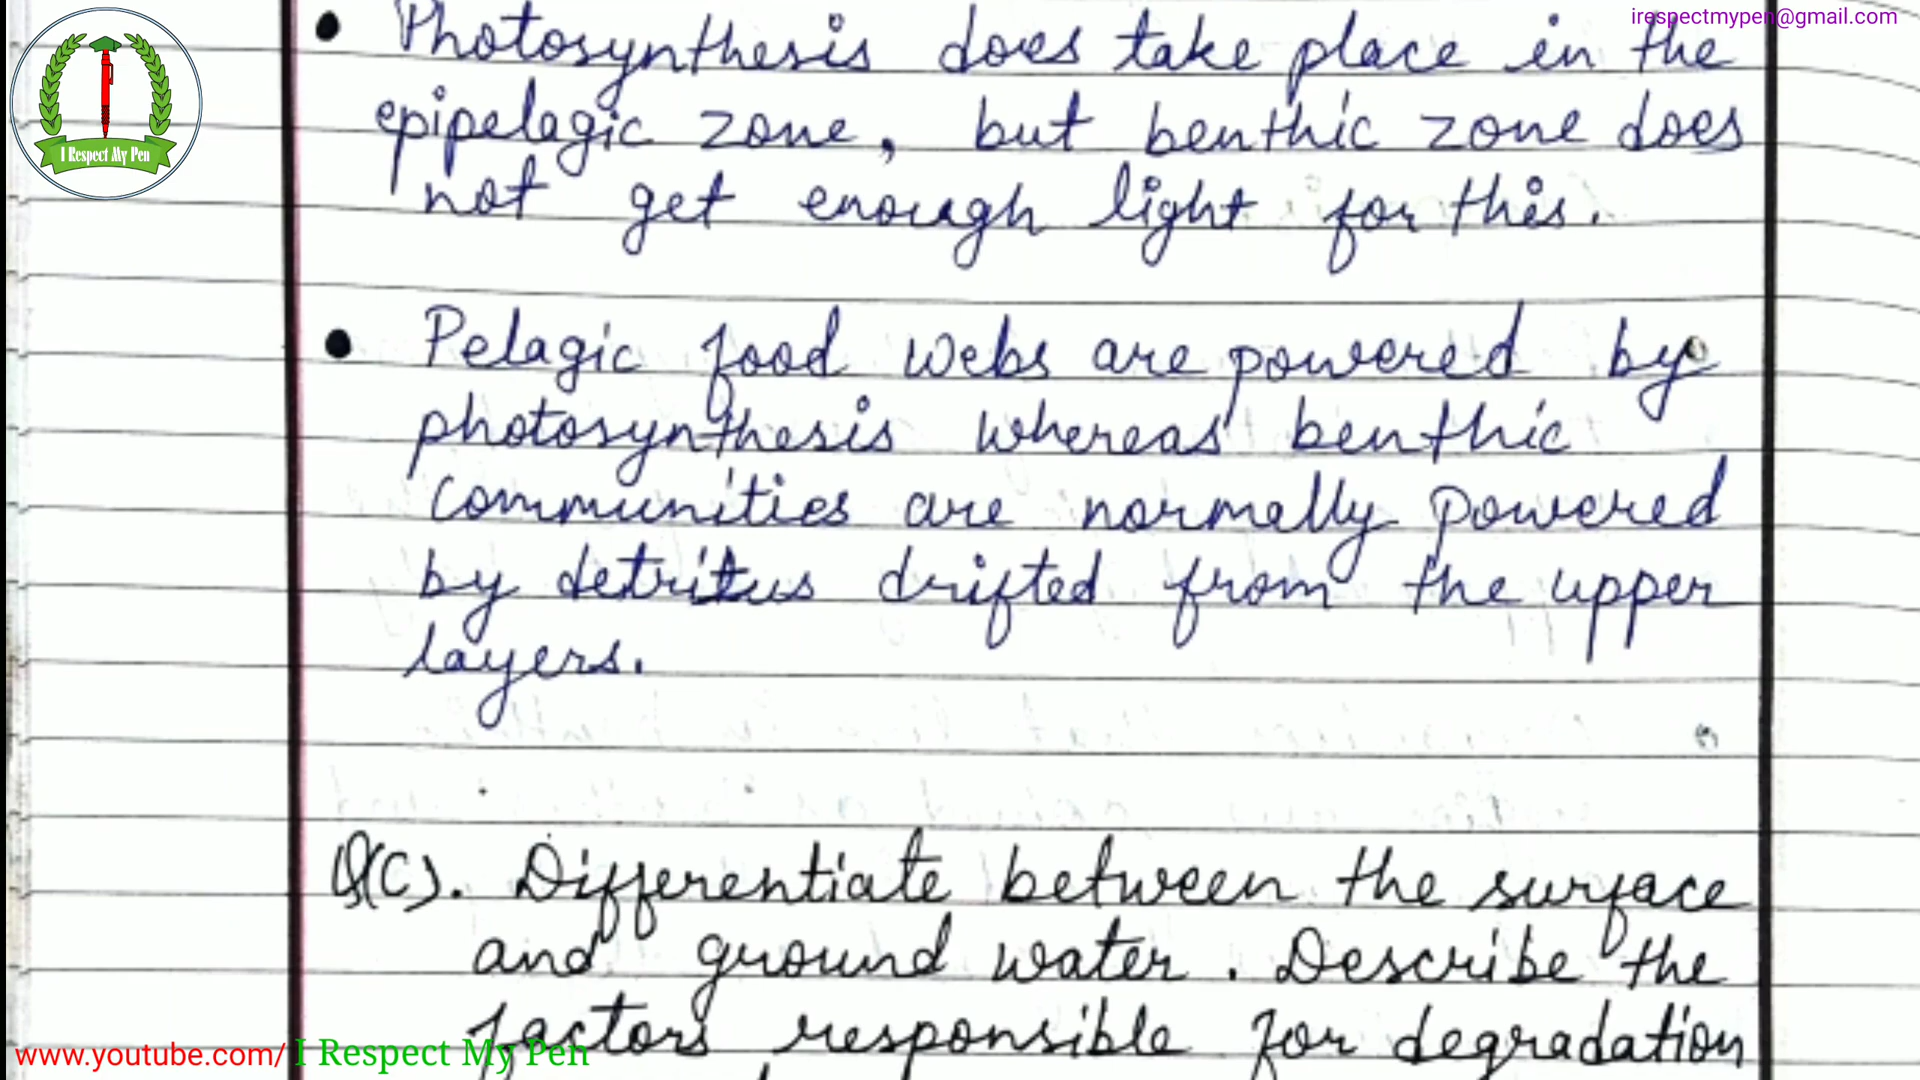 irespectmypen@gmail.com
• Photosynthesis does take place in the
epipelagic zone, but benthic zone does
not get enough light for this.
I Respect My Pen
• Pelagic food webs are powered by
photosynthesis whereas benthic
communities are normally powered
by detritus drifted from the upper
layers.
Q(C). Differentiate between the surface
and ground water. Describe the
factors responsible for degradation
www.youtube.com/ I Respect My Pen